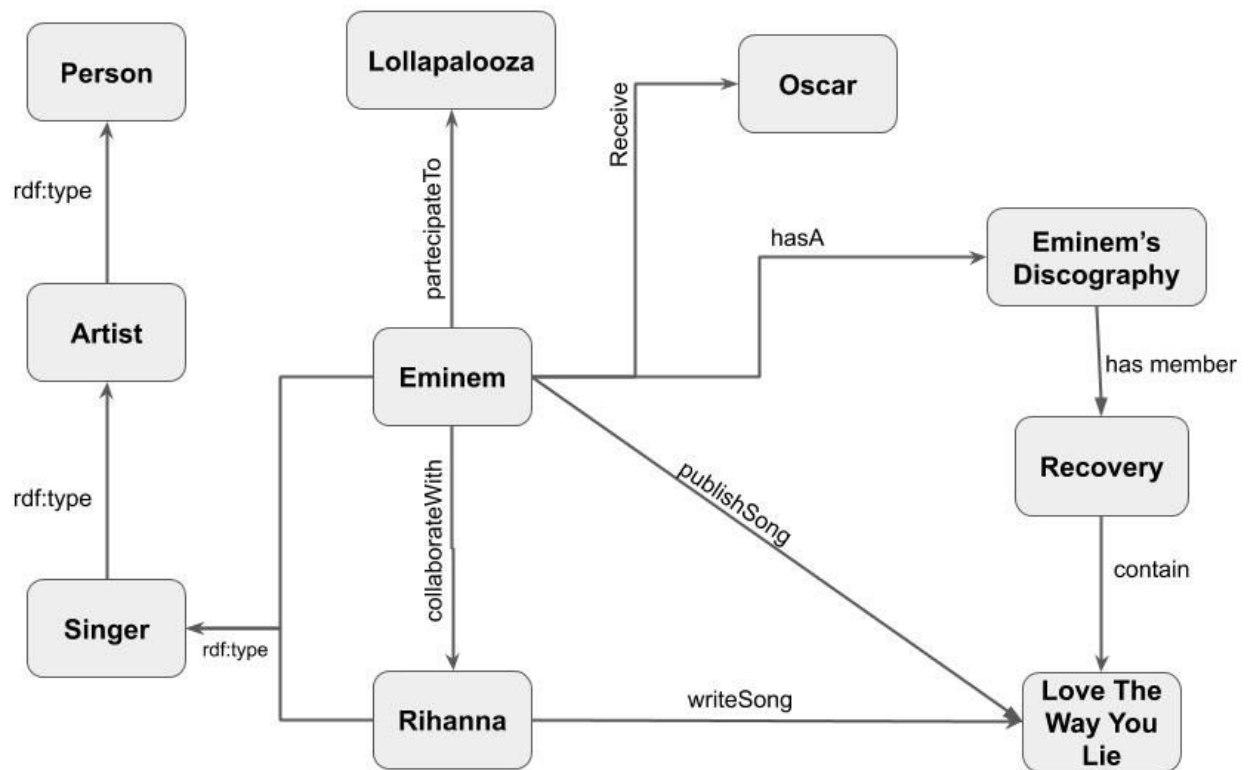 Person
Lollapalooza
Oscar
rdf:type
partecipateTo
Receive
hasA
Eminem's
Discography
Artist
Eminem
has member
Recovery
rdf:type
collaborateWith
publishSong
contain
Singer
rdf:type
Rihanna
writeSong
Love The
Way You
Lie